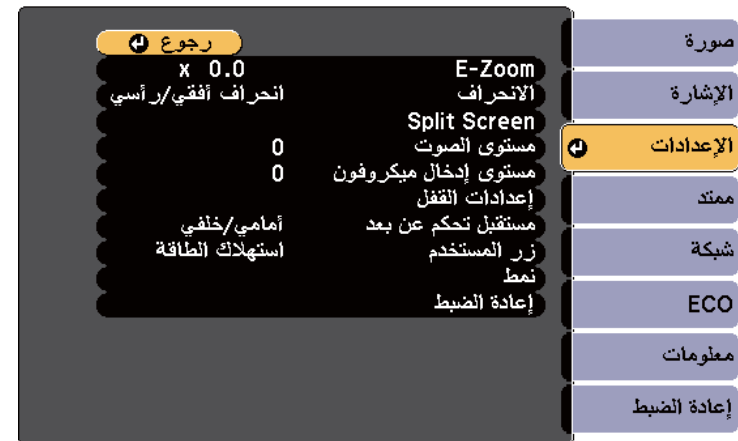 صورة
الإشارة
الإعدادات
ممتد
شبكة
ECO
معلومات
إعادة الضبط
رجوع
E-Zoom x 0.0
الانحراف انحراف أفقي/رأسي
Split Screen
مستوى الصوت 0
مستوى إدخال ميكروفون 0
إعدادات القفل
مستقبل تحكم عن بعد أمامي/خلفي
زر المستخدم استهلاك الطاقة
نمط
إعادة الضبط